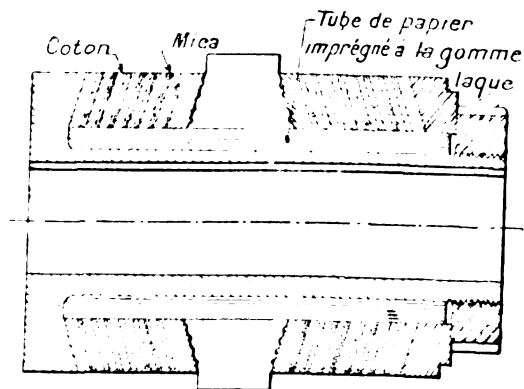 Coton
Mica
Tube de papier
imprégné a la gomme
laque